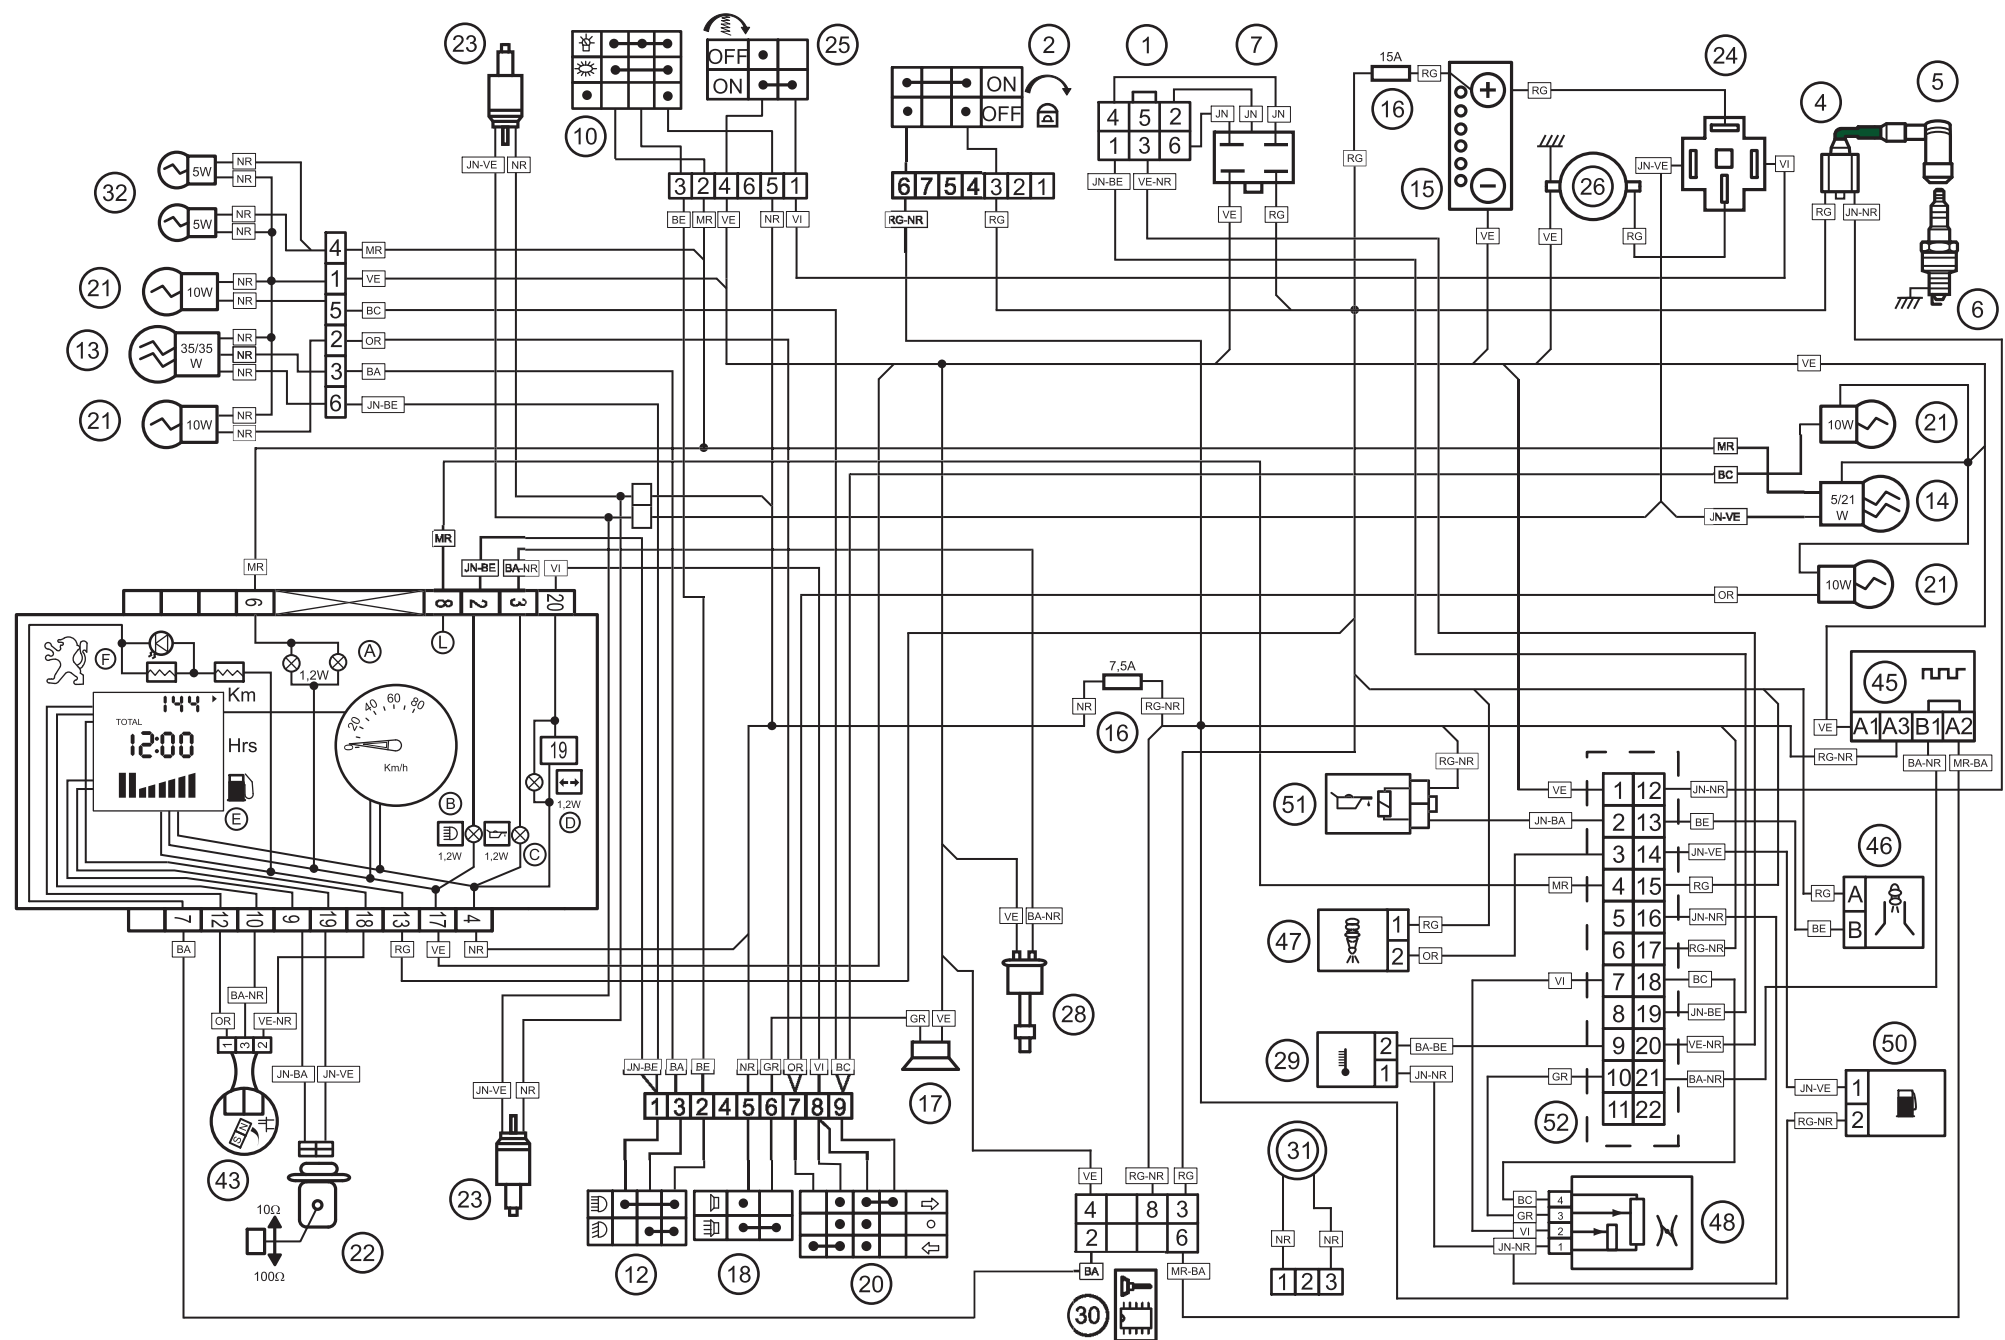 23
10
OFF
ON
25
ON
OFF
2
1
7
15A
RG
16
15
RG
24
4
5
6
4 5 2
1 3 6
JN
JN
JN
JN-BE
VE-NR
VE
RG
RG
VE
VE
26
RG
JN-VE
VI
RG
JN-NR
JN-VE
NR
3 2 4 6 5 1
BE
MR
VE
NR
VI
6 7 5 4 3 2 1
RG-NR
RG
32
5W
NR
NR
5W
NR
NR
21
10W
NR
NR
13
35/35
W
NR
NR
NR
21
10W
NR
NR
4
MR
1
VE
5
BC
2
OR
3
BA
6
JN-BE
VE
MR
BC
JN-VE
OR
10W
21
5/21
W
14
10W
21
MR
MR
JN-BE
BA-NR
VI
6
8
2
3
20
F
A
L
1,2W
144
Km
TOTAL
12:00
Hrs
E
20 40 60 80
Km/h
B
1,2W
1,2W
C
19
1,2W
D
7 12 10 9 19 18 13 17 4
BA
RG
VE
NR
BA-NR
OR
VE-NR
1 3 2
S N
43
JN-BA
JN-VE
10Ω
100Ω
22
JN-VE
NR
23
7,5A
NR
RG-NR
16
VE
BA-NR
28
GR
VE
17
JN-BE
BA
BE
NR
GR
OR
VI
BC
1 3 2 4 5 6 7 8 9
12
18
20
VE
RG-NR
RG
4 8 3
2 6
BA
MR-BA
30
31
NR
NR
1 2 3
RG-NR
51
JN-BA
VE
MR
VI
GR
47
1
2
RG
OR
29
2
1
BA-BE
JN-NR
52
1 12
2 13
3 14
4 15
5 16
6 17
7 18
8 19
9 20
10 21
11 22
JN-NR
BE
JN-VE
RG
JN-NR
RG-NR
BC
JN-BE
VE-NR
BA-NR
45
VE
A1 A3 B1 A2
RG-NR
BA-NR
MR-BA
46
RG
A
BE
B
50
JN-VE
1
RG-NR
2
BC
4
GR
3
VI
2
JN-NR
1
48